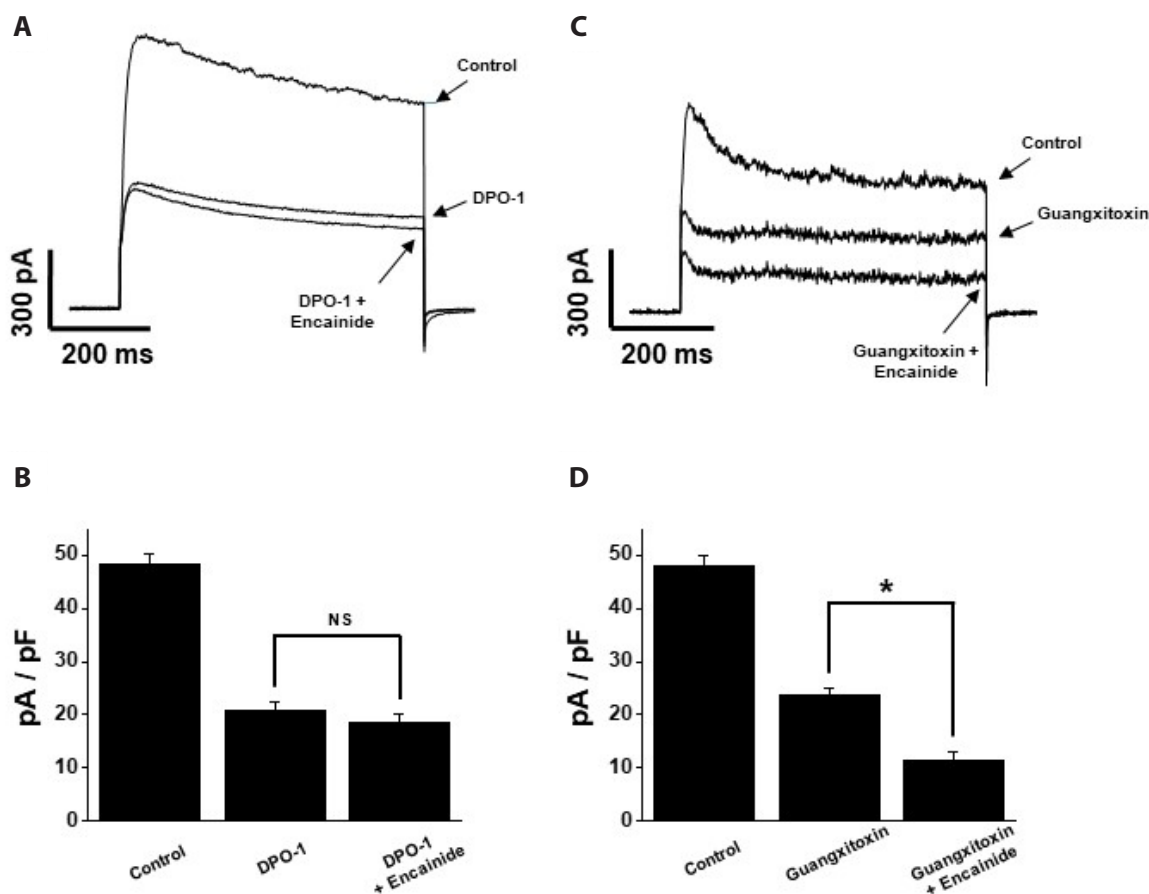 A
Control
DPO-1
DPO-1 +
Encainide
300 pA
200 ms
C
Control
Guangxitoxin
Guangxitoxin +
Encainide
300 pA
200 ms
B
pA / pF
50
40
30
20
10
0
NS
Control
DPO-1
DPO-1
+ Encainide
D
pA / pF
50
40
30
20
10
0
*
Control
Guangxitoxin
Guangxitoxin
+ Encainide